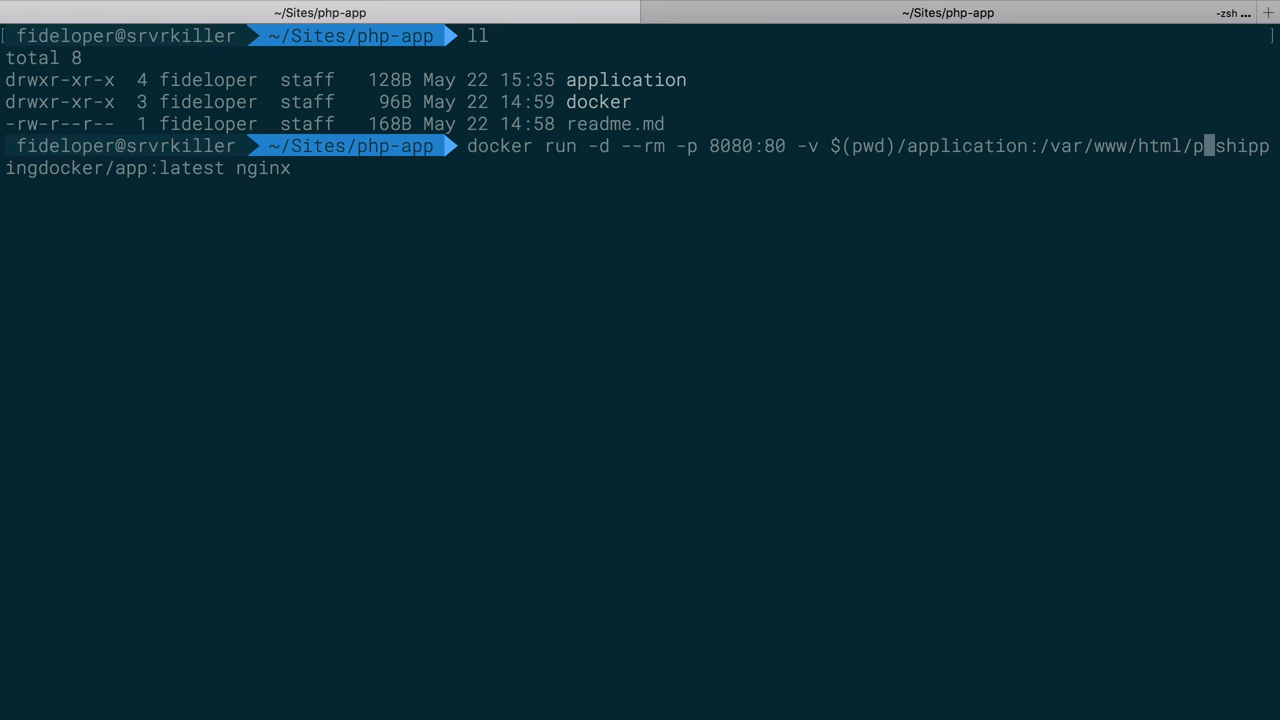 ~/Sites/php-app ~/Sites/php-app -zsh ... +
[ fideloper@srvrkiller ~/Sites/php-app ll ]
total 8
drwxr-xr-x 4 fideloper staff 128B May 22 15:35 application
drwxr-xr-x 3 fideloper staff 96B May 22 14:59 docker
-rw-r--r-- 1 fideloper staff 168B May 22 14:58 readme.md
fideloper@srvrkiller ~/Sites/php-app docker run -d --rm -p 8080:80 -v $(pwd)/application:/var/www/html/p shipp
ingdocker/app:latest nginx